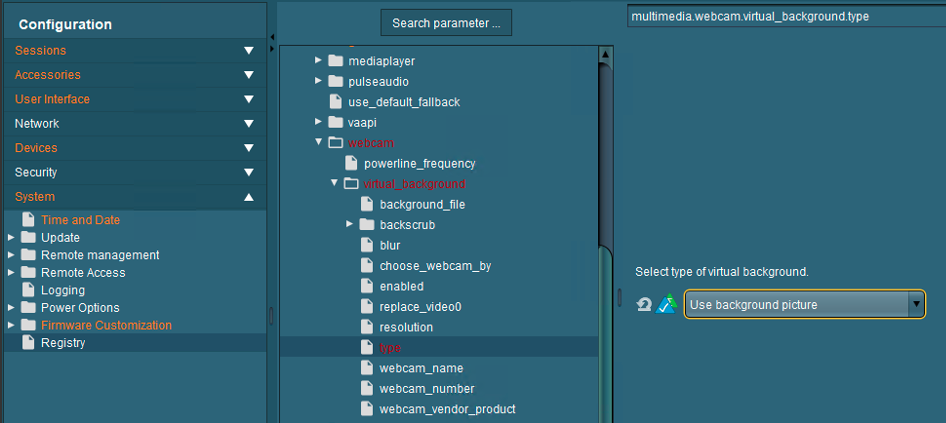 Configuration
Sessions
Accessories
User Interface
Network
Devices
Security
System
Time and Date
Update
Remote management
Remote Access
Logging
Power Options
Firmware Customization
Registry
Search parameter ...
mediaplayer
pulseaudio
use_default_fallback
vaapi
webcam
powerline_frequency
virtual_background
background_file
backscrub
blur
choose_webcam_by
enabled
replace_video0
resolution
type
webcam_name
webcam_number
webcam_vendor_product
multimedia.webcam.virtual_background.type
Select type of virtual background.
Use background picture